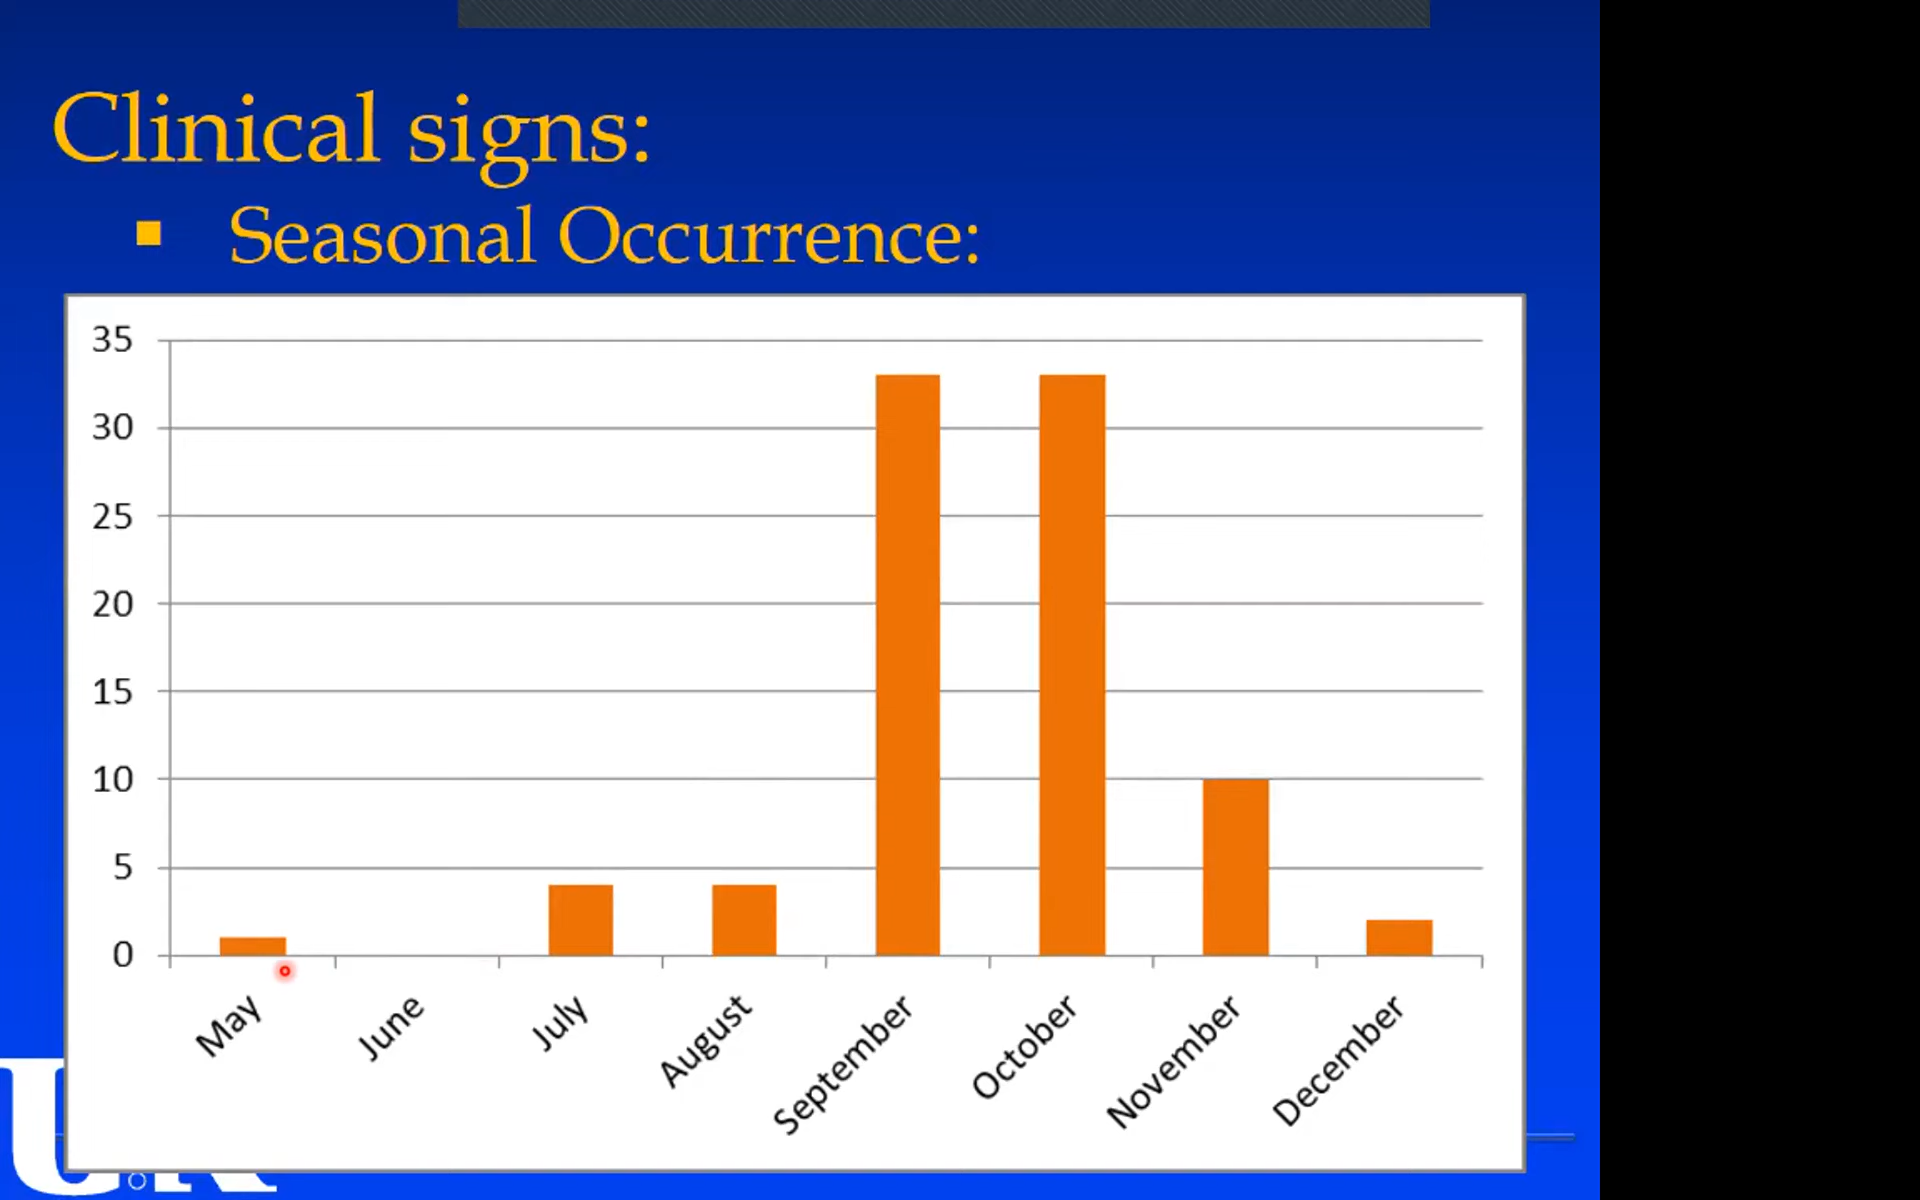 Clinical signs:
Seasonal Occurrence:
35
30
25
20
15
10
5
0
May
June
July
August
September
October
November
December